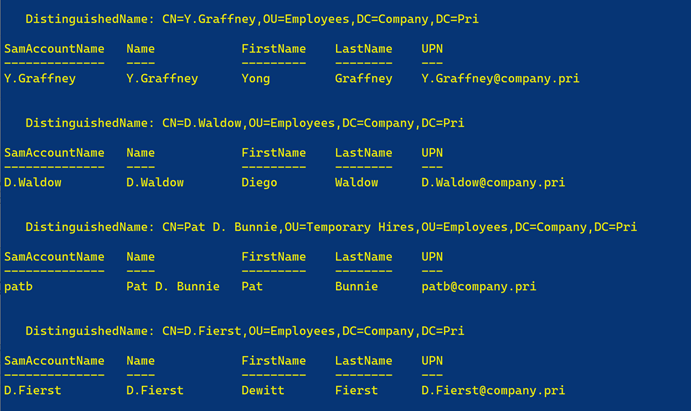 DistinguishedName: CN=Y.Graffney,OU=Employees,DC=Company,DC=Pri
SamAccountName Name FirstName LastName UPN
-------------- ---- --------- -------- ---
Y.Graffney Y.Graffney Yong Graffney Y.Graffney@company.pri
DistinguishedName: CN=D.Waldow,OU=Employees,DC=Company,DC=Pri
SamAccountName Name FirstName LastName UPN
-------------- ---- --------- -------- ---
D.Waldow D.Waldow Diego Waldow D.Waldow@company.pri
DistinguishedName: CN=Pat D. Bunnie,OU=Temporary Hires,OU=Employees,DC=Company,DC=Pri
SamAccountName Name FirstName LastName UPN
-------------- ---- --------- -------- ---
patb Pat D. Bunnie Pat Bunnie patb@company.pri
DistinguishedName: CN=D.Fierst,OU=Employees,DC=Company,DC=Pri
SamAccountName Name FirstName LastName UPN
-------------- ---- --------- -------- ---
D.Fierst D.Fierst Dewitt Fierst D.Fierst@company.pri